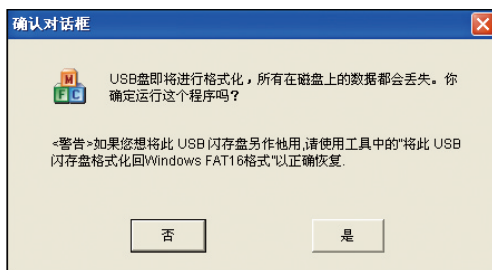 确认对话框
M
F C
USB盘即将进行格式化，所有在磁盘上的数据都会丢失。你
确定运行这个程序吗？
<警告>如果您想将此 USB 闪存盘另作他用,请使用工具中的"将此 USB
闪存盘格式化回Windows FAT16格式"以正确恢复.
否
是